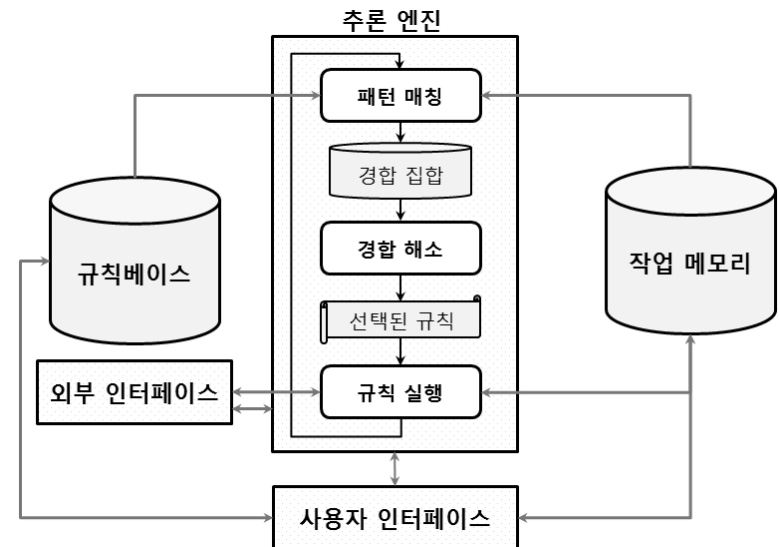 추론 엔진
패턴 매칭
경합 집합
규칙베이스
경합 해소
작업 메모리
선택된 규칙
외부 인터페이스
규칙 실행
사용자 인터페이스